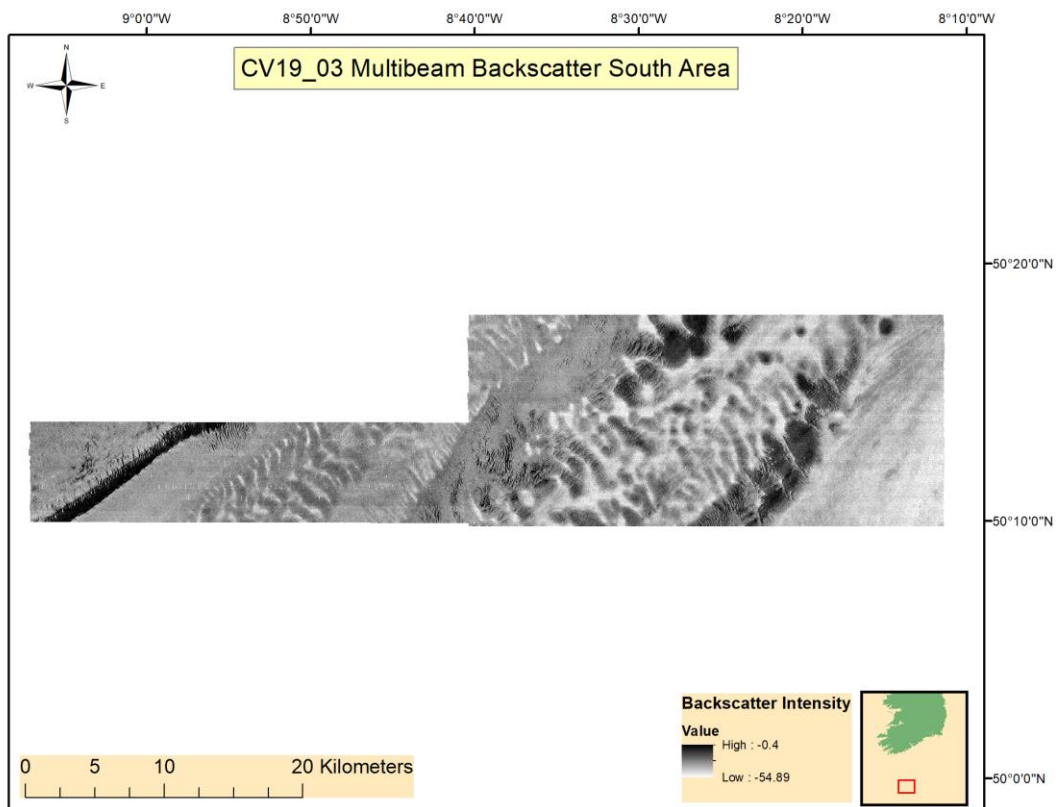 9°0'0"W 8°50'0"W 8°40'0"W 8°30'0"W 8°20'0"W 8°10'0"W
N
W E
S
CV19_03 Multibeam Backscatter South Area
50°20'0"N
50°10'0"N
Backscatter Intensity
Value
High : -0.4
Low : -54.89
0 5 10 20 Kilometers
50°0'0"N